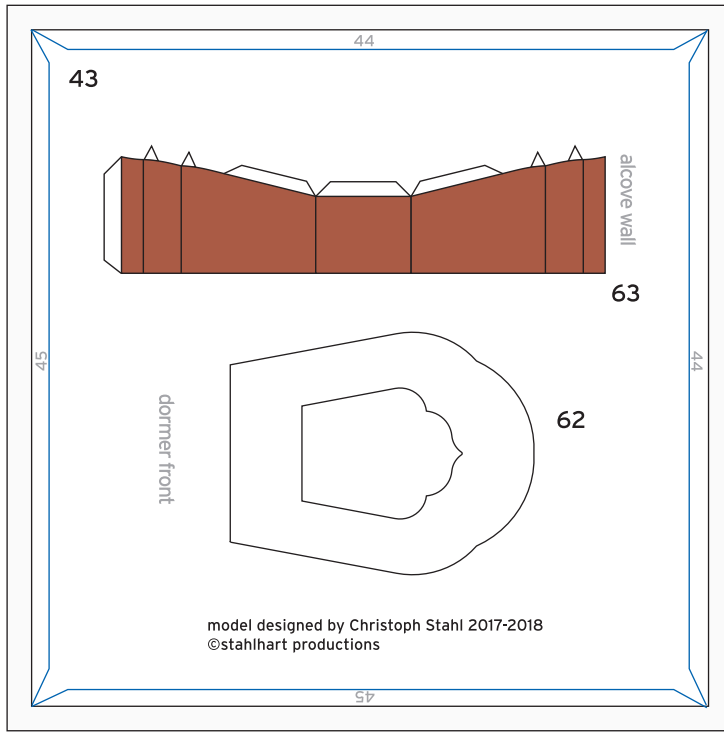 44
43
alcove wall
63
45
44
dormer front
62
model designed by Christoph Stahl 2017-2018
©stahlhart productions
45